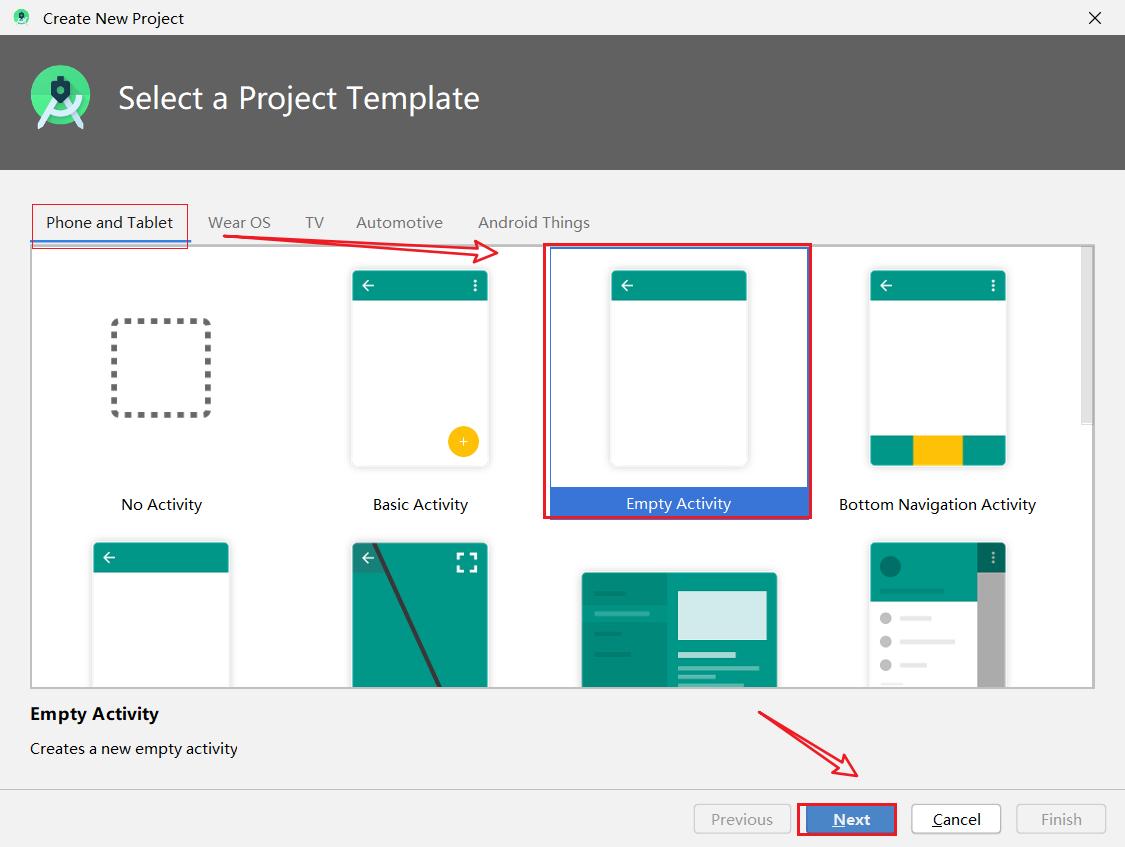 Create New Project
Select a Project Template
Phone and Tablet
Wear OS
TV
Automotive
Android Things
No Activity
Basic Activity
Empty Activity
Bottom Navigation Activity
Empty Activity
Creates a new empty activity
Previous
Next
Cancel
Finish